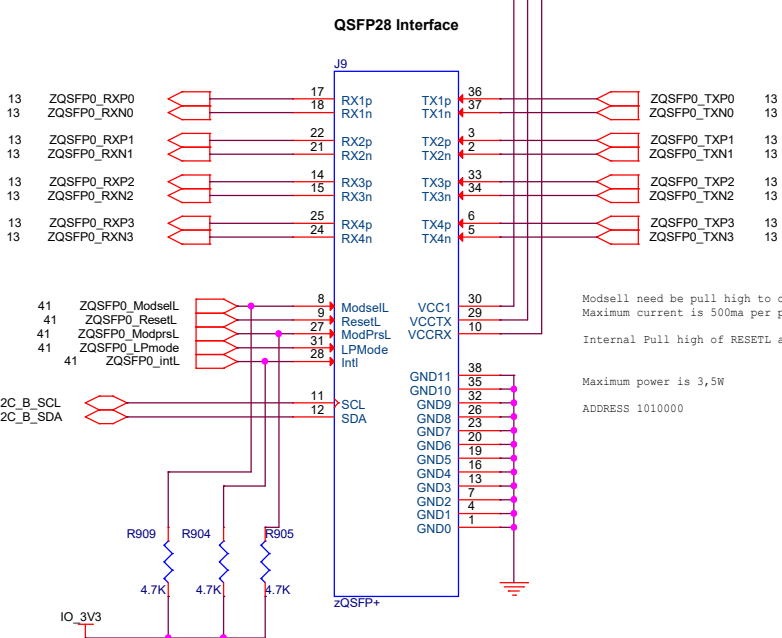 QSFP28 Interface
J9
13 ZQSFP0_RXP0 17 RX1p TX1p 36 ZQSFP0_TXP0 13
13 ZQSFP0_RXN0 18 RX1n TX1n 37 ZQSFP0_TXN0 13
13 ZQSFP0_RXP1 22 RX2p TX2p 3 ZQSFP0_TXP1 13
13 ZQSFP0_RXN1 21 RX2n TX2n 2 ZQSFP0_TXN1 13
13 ZQSFP0_RXP2 14 RX3p TX3p 33 ZQSFP0_TXP2 13
13 ZQSFP0_RXN2 15 RX3n TX3n 34 ZQSFP0_TXN2 13
13 ZQSFP0_RXP3 25 RX4p TX4p 6 ZQSFP0_TXP3 13
13 ZQSFP0_RXN3 24 RX4n TX4n 5 ZQSFP0_TXN3 13
41 ZQSFP0_ModselL 8 ModselL VCC1 30
41 ZQSFP0_ResetL 9 ResetL VCCTX 29
41 ZQSFP0_ModprsL 27 ModPrsL VCCRX 10
41 ZQSFP0_LPmode 31 LPMode
41 ZQSFP0_intL 28 Intl
Modsell need be pull high to
Maximum current is 500ma per
Internal Pull high of RESETL
Maximum power is 3,5W
ADDRESS 1010000
2C_B_SCL 11 SCL
2C_B_SDA 12 SDA
GND11 38
GND10 35
GND9 32
GND8 26
GND7 23
GND6 20
GND5 19
GND4 16
GND3 13
GND2 7
GND1 4
GND0 1
R909 R904 R905
4.7K 4.7K 4.7K
zQSFP+
IO_3V3